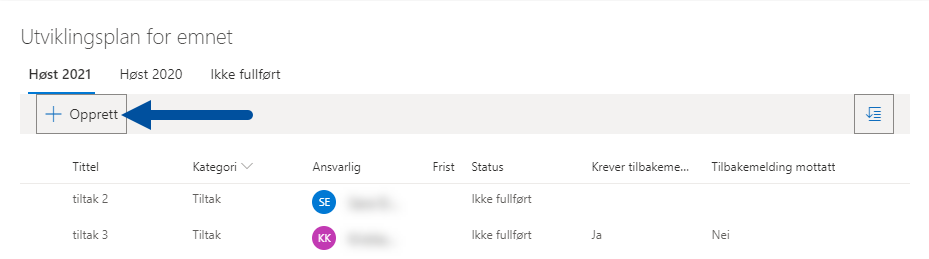 Utviklingsplan for emnet
Høst 2021 Høst 2020 Ikke fullført
+ Opprett
Tittel Kategori Ansvarlig Frist Status Krever tilbakeme... Tilbakemelding mottatt
tiltak 2 Tiltak SE Ikke fullført
tiltak 3 Tiltak KK Ikke fullført Ja Nei